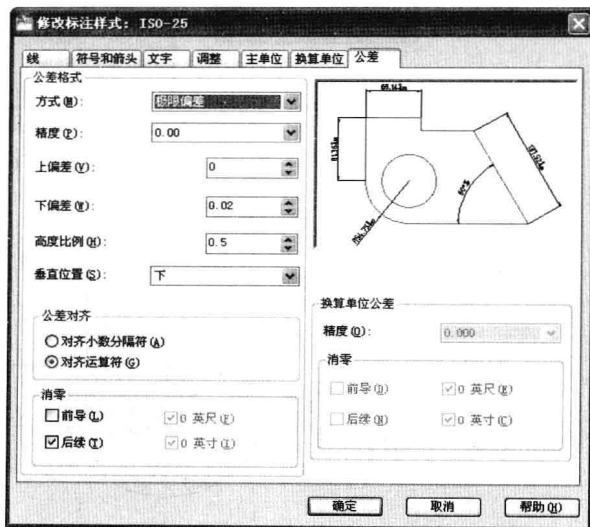 修改标注样式: ISO-25
线 符号和箭头 文字 调整 主单位 换算单位 公差
公差格式
方式(M): 极限偏差
精度(P): 0.00
上偏差(V): 0
下偏差(W): 0.02
高度比例(H): 0.5
垂直位置(S): 下
公差对齐
对齐小数分隔符(A)
对齐运算符(G)
消零
前导(L) 0 英尺(F)
后续(T) 0 英寸(I)
换算单位公差
精度(O): 0.000
消零
前导(D) 0 英尺(E)
后续(N) 0 英寸(C)
确定 取消 帮助(H)